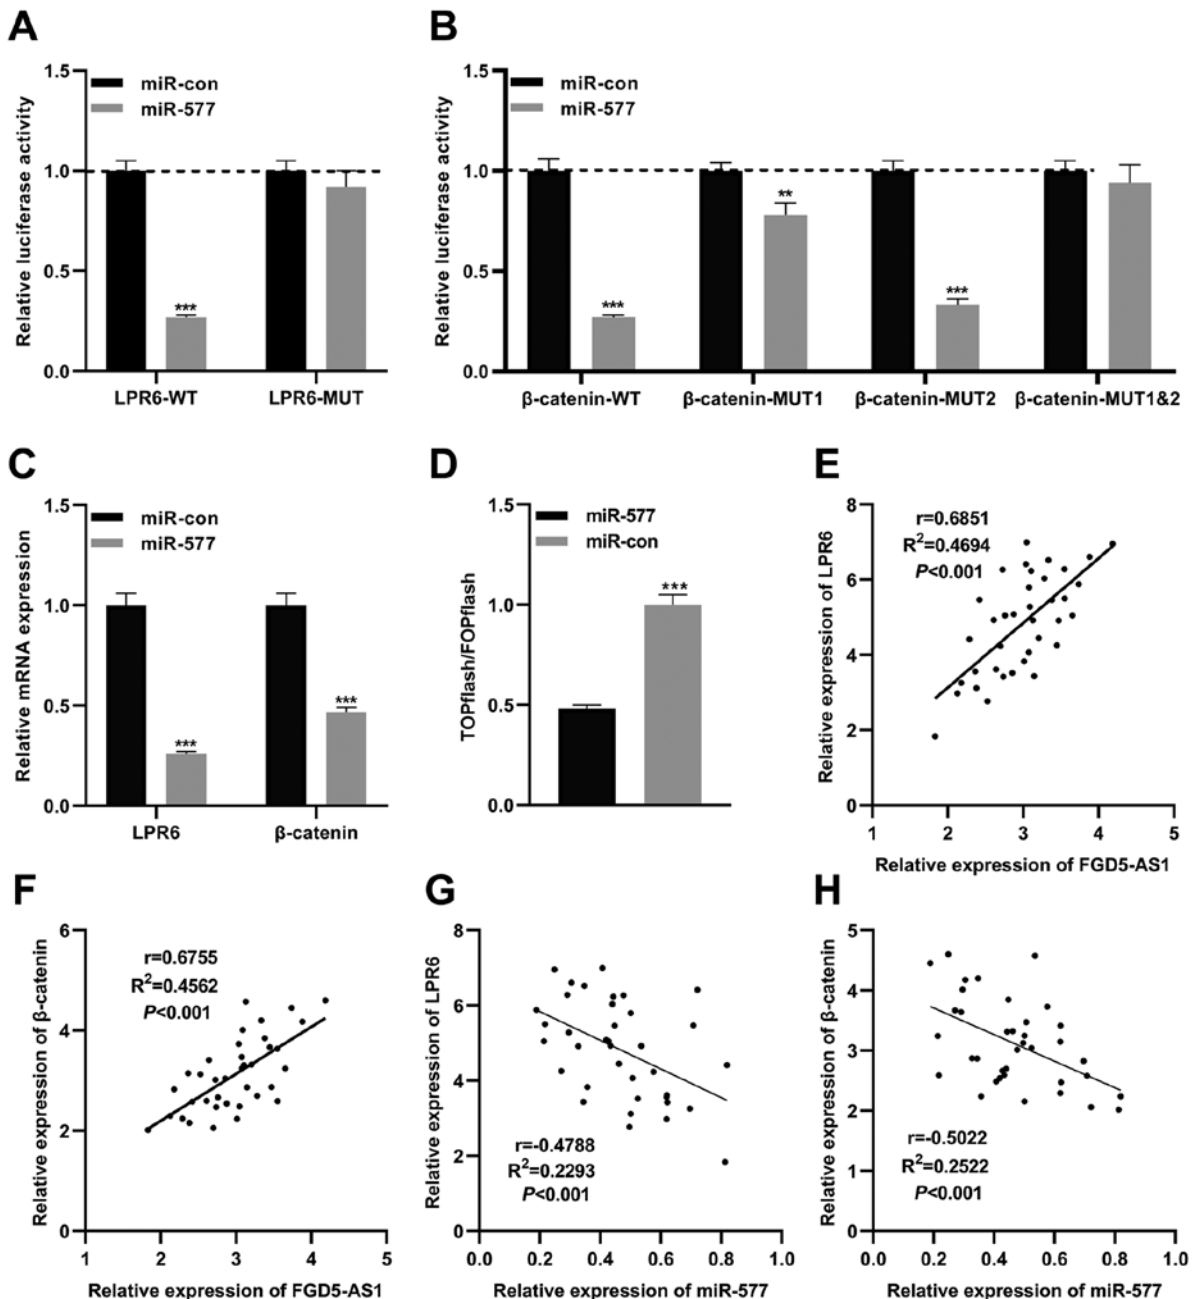 A
1.5
1.0
0.5
0.0
Relative luciferase activity
miR-con
miR-577
***
LPR6-WT
LPR6-MUT
B
1.5
1.0
0.5
0.0
Relative luciferase activity
miR-con
miR-577
***
**
***
β-catenin-WT
β-catenin-MUT1
β-catenin-MUT2
β-catenin-MUT1&2
C
1.5
1.0
0.5
0.0
Relative mRNA expression
miR-con
miR-577
***
***
LPR6
β-catenin
D
1.5
1.0
0.5
0.0
TOPflash/FOPflash
miR-577
miR-con
***
E
8
6
4
2
0
Relative expression of LPR6
r=0.6851
R²=0.4694
P<0.001
1 2 3 4 5
Relative expression of FGD5-AS1
F
6
4
2
0
Relative expression of β-catenin
r=0.6755
R²=0.4562
P<0.001
1 2 3 4 5
Relative expression of FGD5-AS1
G
8
6
4
2
0
Relative expression of LPR6
r=-0.4788
R²=0.2293
P<0.001
0.0 0.2 0.4 0.6 0.8 1.0
Relative expression of miR-577
H
5
4
3
2
1
0
Relative expression of β-catenin
r=-0.5022
R²=0.2522
P<0.001
0.0 0.2 0.4 0.6 0.8 1.0
Relative expression of miR-577